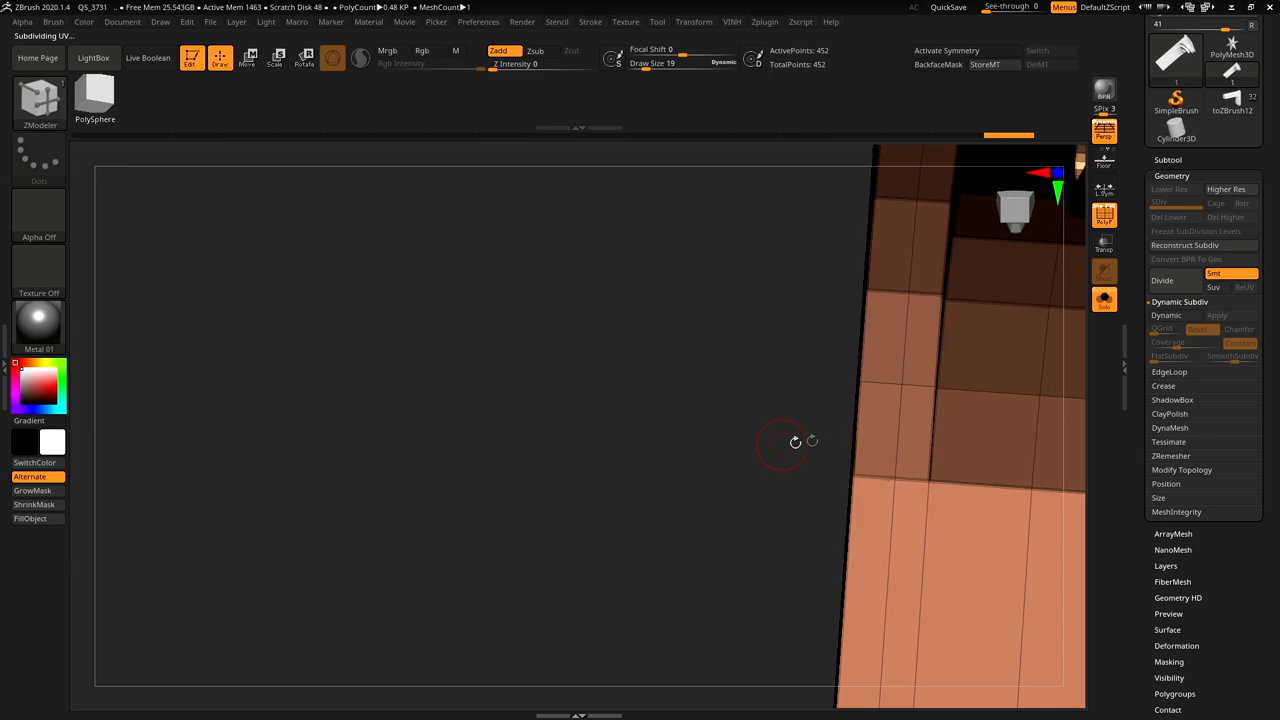 ZBrush 2020.1.4 QS_3731 .. • Free Mem 25.543GB • Active Mem 1463 • Scratch Disk 48 • PolyCount▶0.48 KP • MeshCount▶1 AC QuickSave See-through 0 Menus DefaultZScript
Alpha Brush Color Document Draw Edit File Layer Light Macro Marker Material Movie Picker Preferences Render Stencil Stroke Texture Tool Transform VINH Zplugin Zscript Help
Subdividing UV...
Home Page LightBox Live Boolean Edit Draw Move Scale Rotate
Mrgb Rgb M
Rgb Intensity
Zadd Zsub Zcut
Z Intensity 0
S
Focal Shift 0
Draw Size 19 Dynamic
D
ActivePoints: 452
TotalPoints: 452
Activate Symmetry Switch
BackfaceMask StoreMT DelMT
1
ZModeler
PolySphere
Dots
Alpha Off
Texture Off
Metal 01
Gradient
SwitchColor
Alternate
GrowMask
ShrinkMask
FillObject
BPR
SPix 3
Dynamic
Persp
Floor
L.Sym
PolyF
Transp
Solo
41 R
1
PolyMesh3D
1
SimpleBrush
32
toZBrush12
Cylinder3D
Subtool
Geometry
Lower Res Higher Res
SDiv Cage Rstr
Del Lower Del Higher
Freeze SubDivision Levels
Reconstruct Subdiv
Convert BPR To Geo
Divide Smt
Suv ReUV
Dynamic Subdiv
Dynamic Apply
QGrid Bevel Chamfer
Coverage Constant
FlatSubdiv SmoothSubdiv
EdgeLoop
Crease
ShadowBox
ClayPolish
DynaMesh
Tessimate
ZRemesher
Modify Topology
Position
Size
MeshIntegrity
ArrayMesh
NanoMesh
Layers
FiberMesh
Geometry HD
Preview
Surface
Deformation
Masking
Visibility
Polygroups
Contact